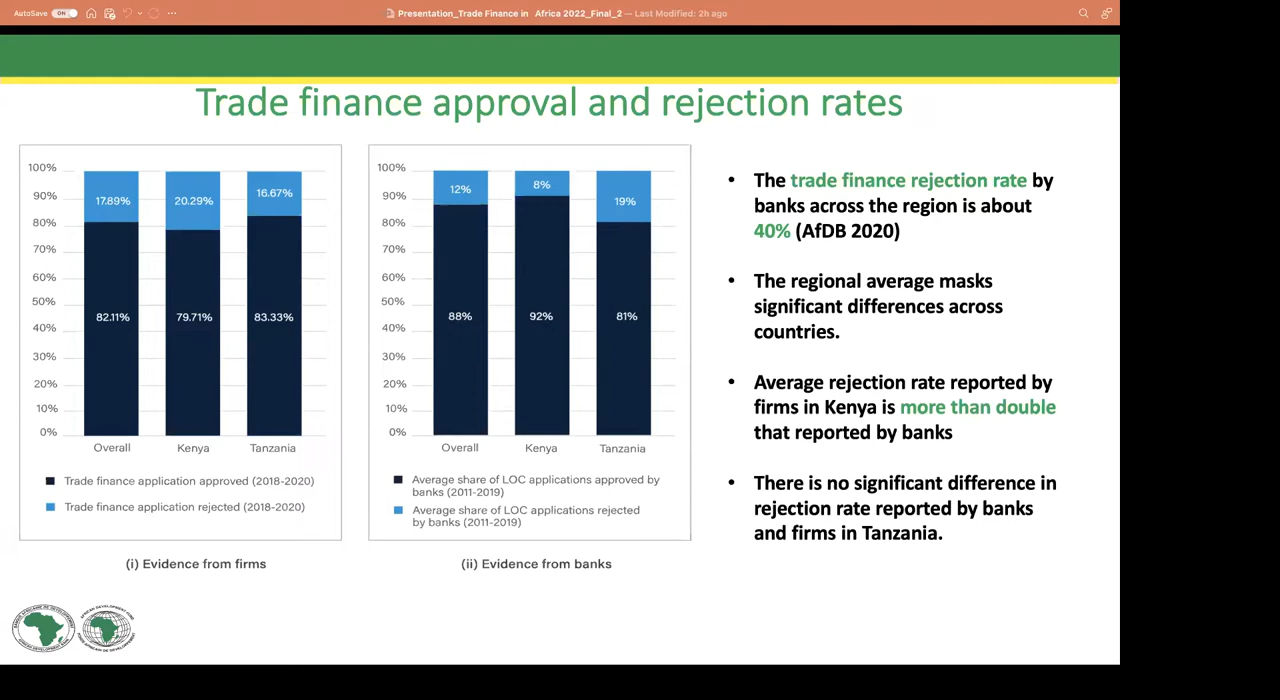 AutoSave ON
Presentation_Trade Finance in Africa 2022_Final_2 — Last Modified: 2h ago
Trade finance approval and rejection rates
100%
90%
80%
70%
60%
50%
40%
30%
20%
10%
0%
17.89%
20.29%
16.67%
82.11%
79.71%
83.33%
Overall
Kenya
Tanzania
Trade finance application approved (2018-2020)
Trade finance application rejected (2018-2020)
(i) Evidence from firms
100%
90%
80%
70%
60%
50%
40%
30%
20%
10%
0%
12%
8%
19%
88%
92%
81%
Overall
Kenya
Tanzania
Average share of LOC applications approved by
banks (2011-2019)
Average share of LOC applications rejected
by banks (2011-2019)
(ii) Evidence from banks
• The trade finance rejection rate by
banks across the region is about
40% (AfDB 2020)
• The regional average masks
significant differences across
countries.
• Average rejection rate reported by
firms in Kenya is more than double
that reported by banks
• There is no significant difference in
rejection rate reported by banks
and firms in Tanzania.